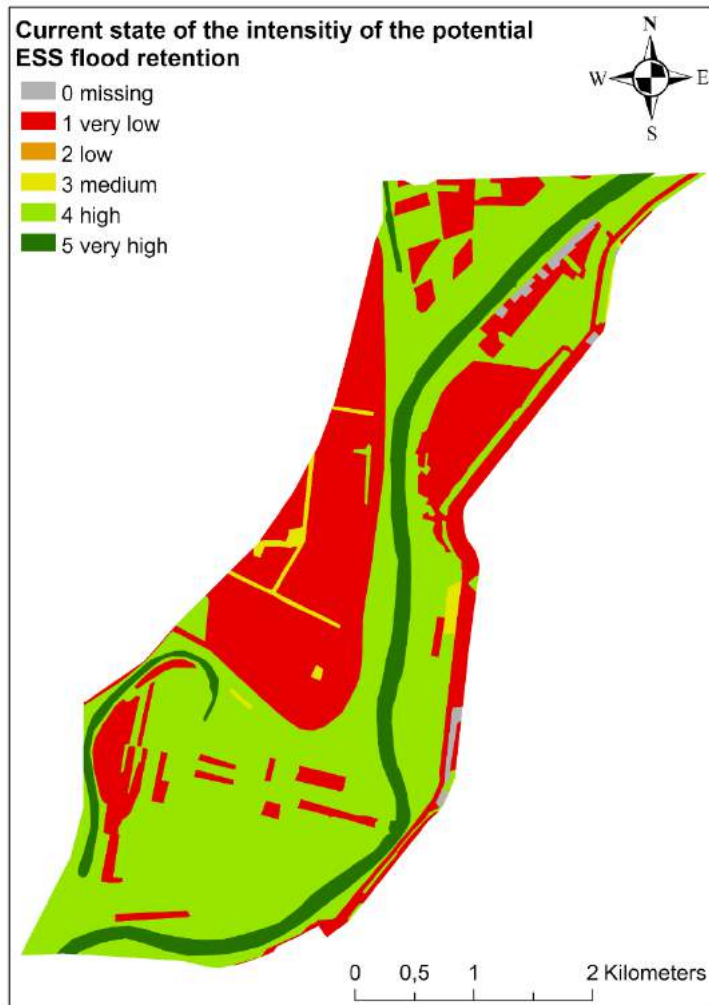 Current state of the intensitiy of the potential
ESS flood retention
0 missing
1 very low
2 low
3 medium
4 high
5 very high
N
W E
S
0 0,5 1 2 Kilometers